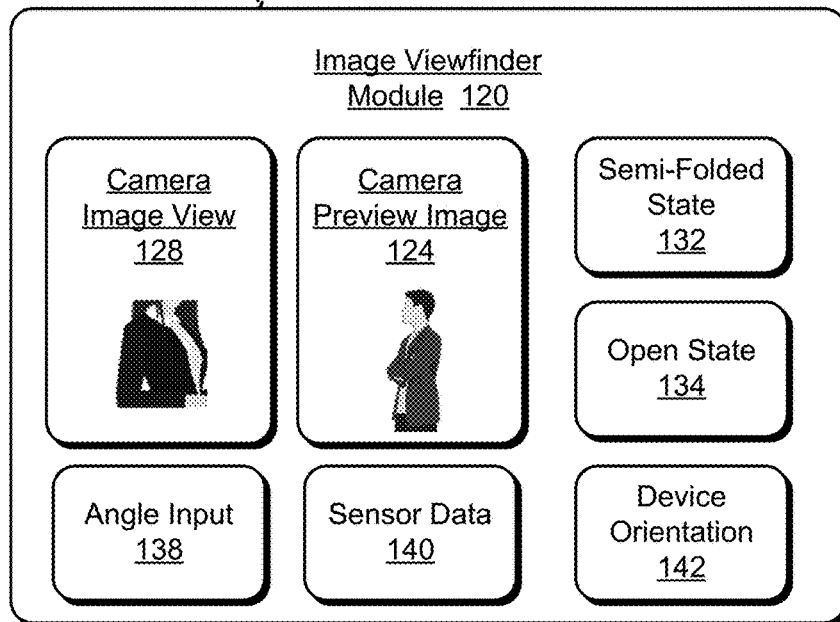 Image Viewfinder
Module 120
Camera
Image View
128
Camera
Preview Image
124
Semi-Folded
State
132
Open State
134
Angle Input
138
Sensor Data
140
Device
Orientation
142